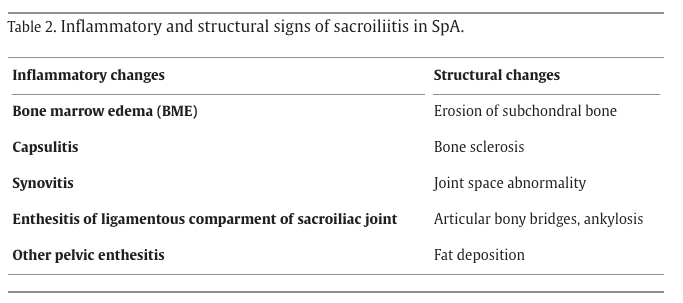 Table 2. Inflammatory and structural signs of sacroiliitis in SpA.
Inflammatory changes Structural changes
Bone marrow edema (BME) Erosion of subchondral bone
Capsulitis Bone sclerosis
Synovitis Joint space abnormality
Enthesitis of ligamentous comparment of sacroiliac joint Articular bony bridges, ankylosis
Other pelvic enthesitis Fat deposition